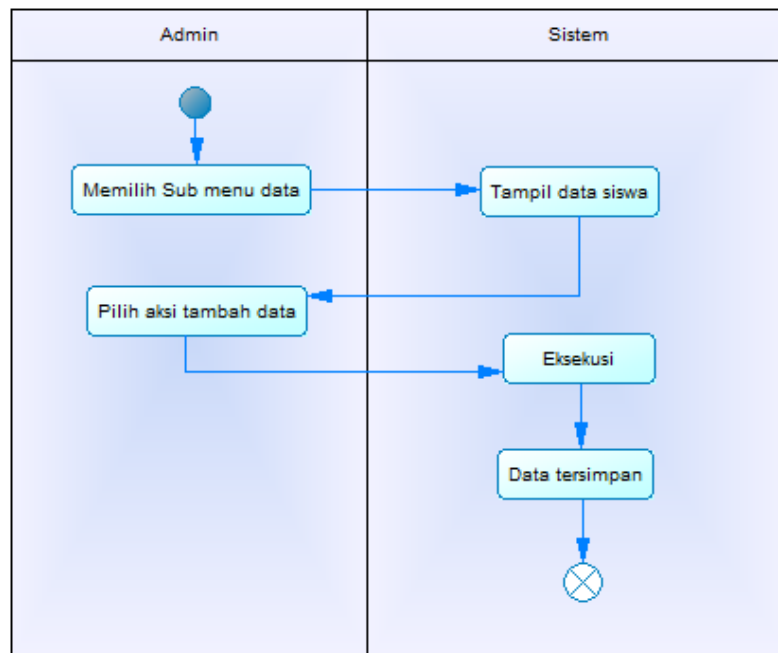 Admin
Sistem
Memilih Sub menu data
Tampil data siswa
Pilih aksi tambah data
Eksekusi
Data tersimpan